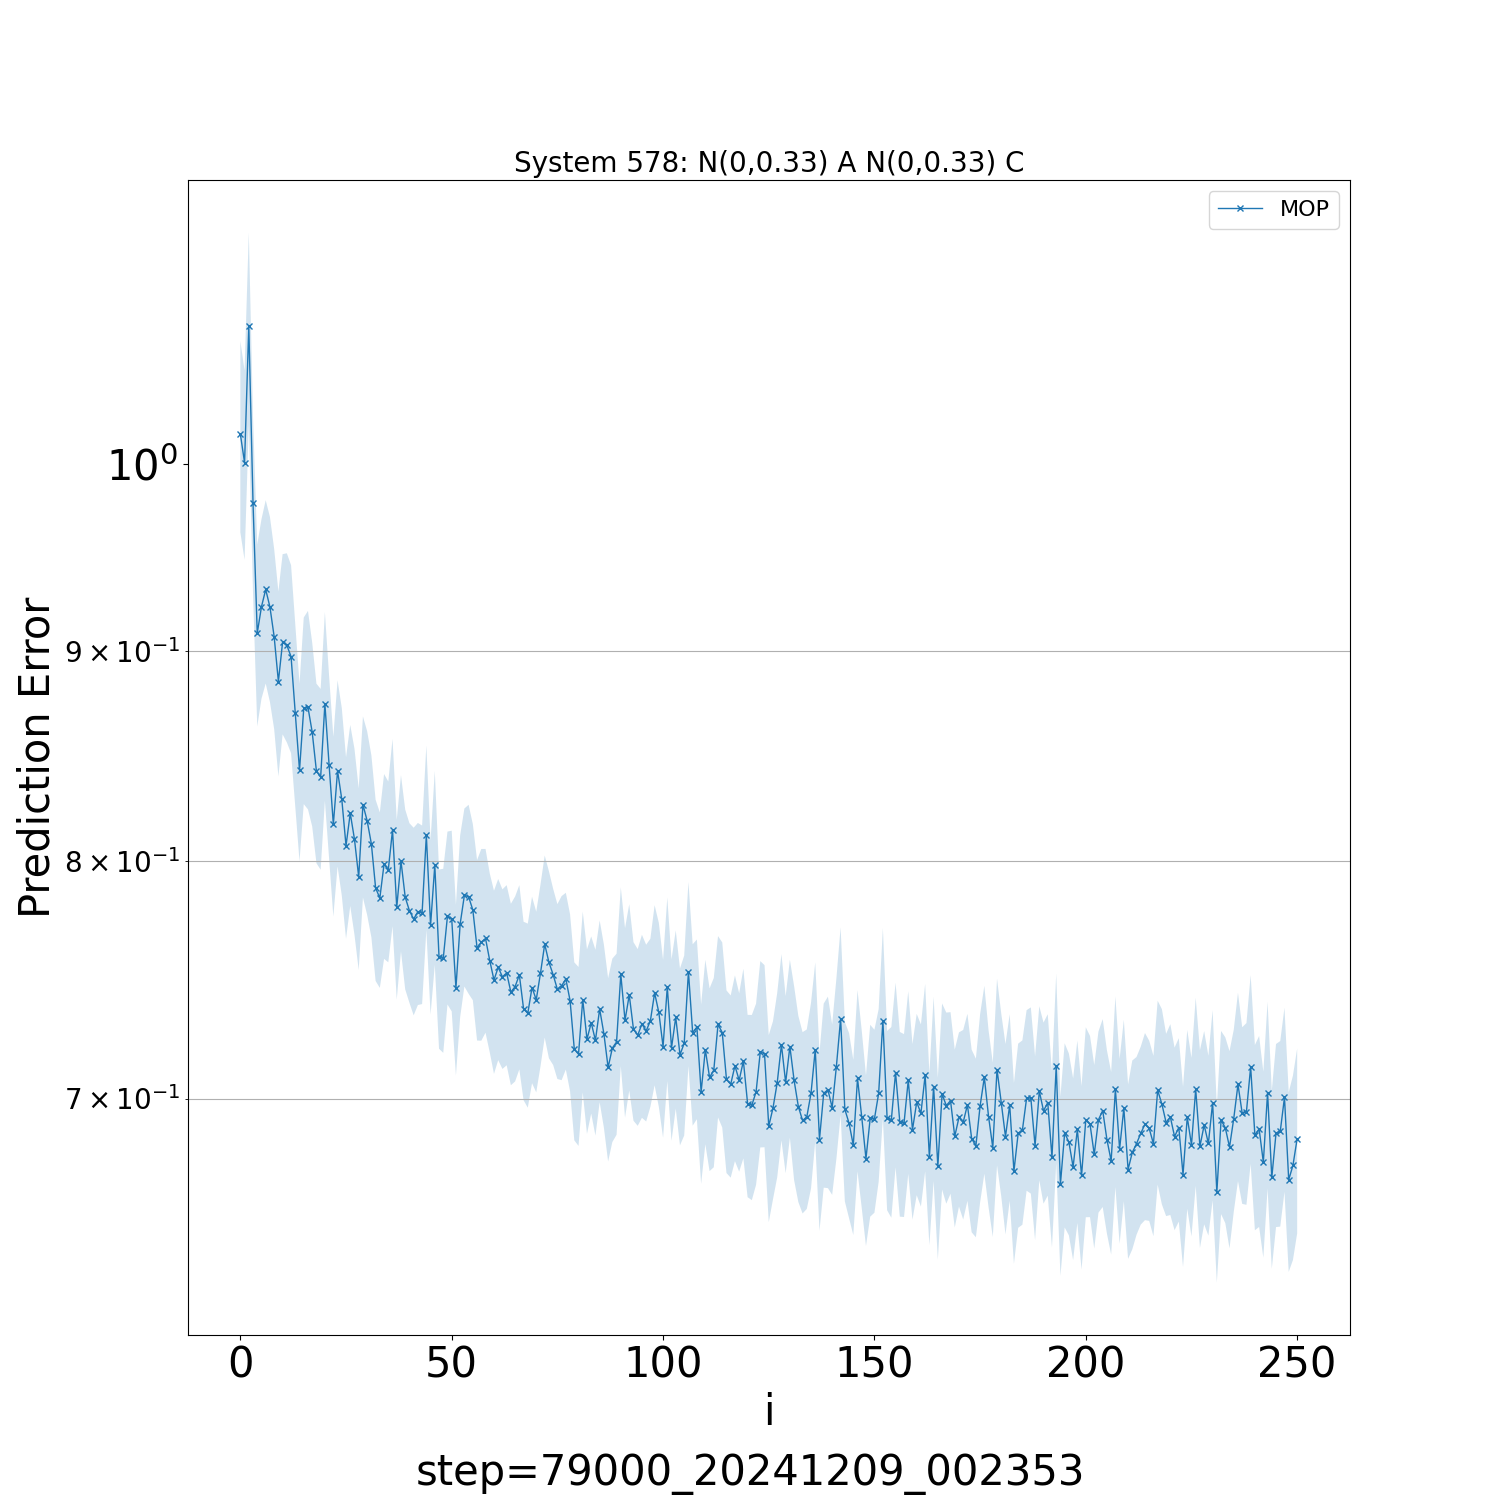 System 578: N(0,0.33) A N(0,0.33) C
MOP
Prediction Error
10⁰
9 × 10⁻¹
8 × 10⁻¹
7 × 10⁻¹
0 50 100 150 200 250
i
step=79000_20241209_002353